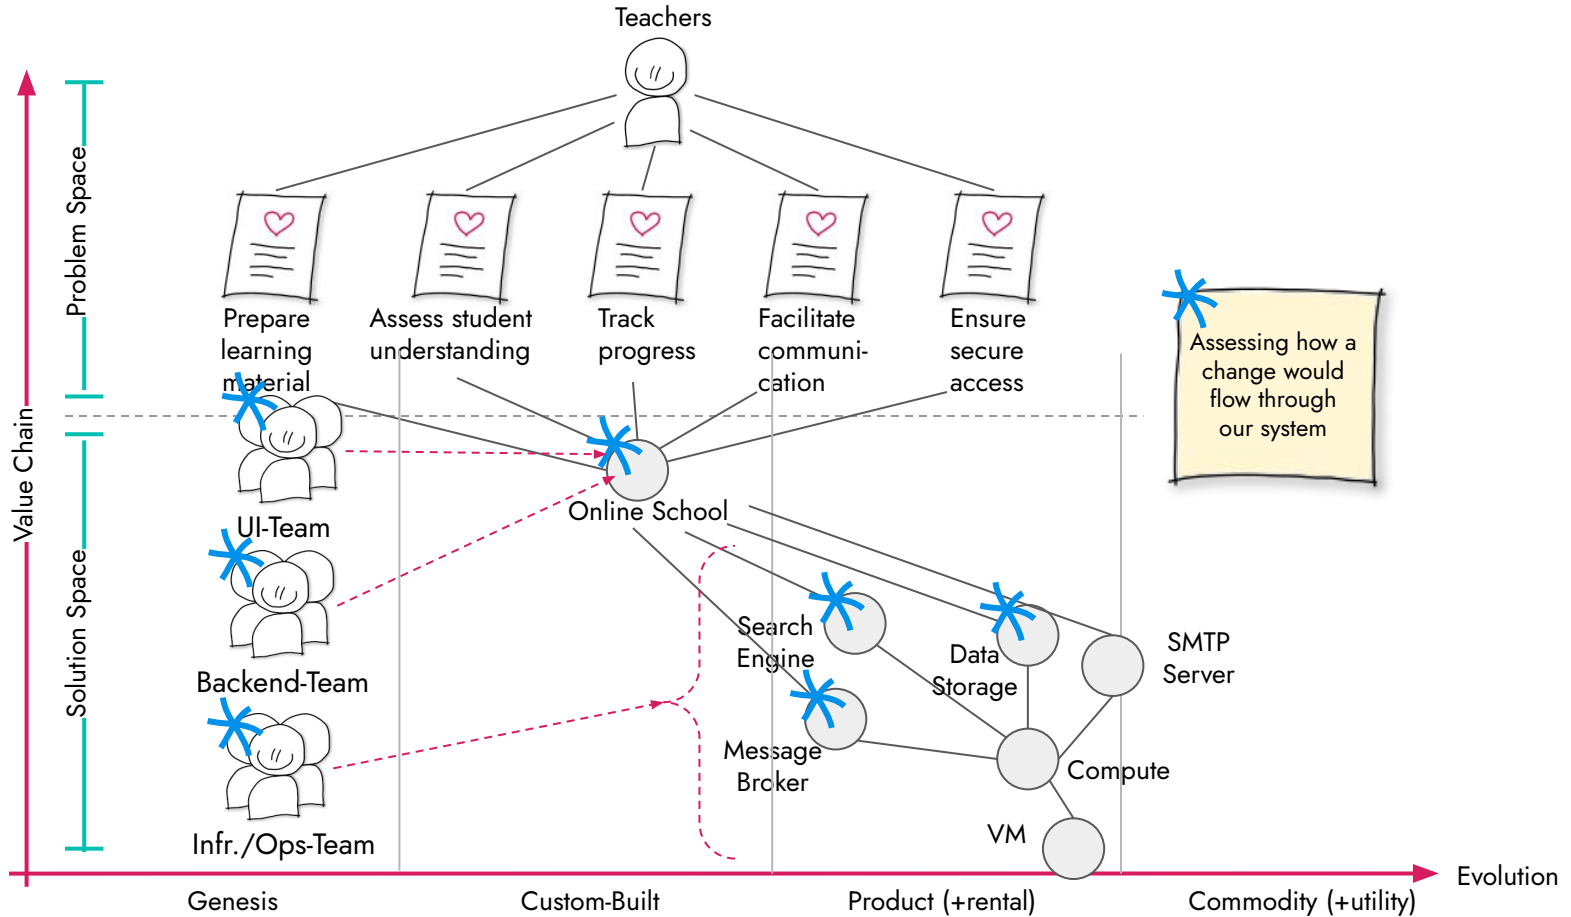 Teachers
Problem Space
Prepare
learning
material
Assess student
understanding
Track
progress
Facilitate
communi-
cation
Ensure
secure
access
Assessing how a
change would
flow through
our system
Value Chain
Solution Space
UI-Team
Online School
Backend-Team
Search
Engine
Data
Storage
SMTP
Server
Message
Broker
Compute
VM
Infr./Ops-Team
Evolution
Genesis
Custom-Built
Product (+rental)
Commodity (+utility)